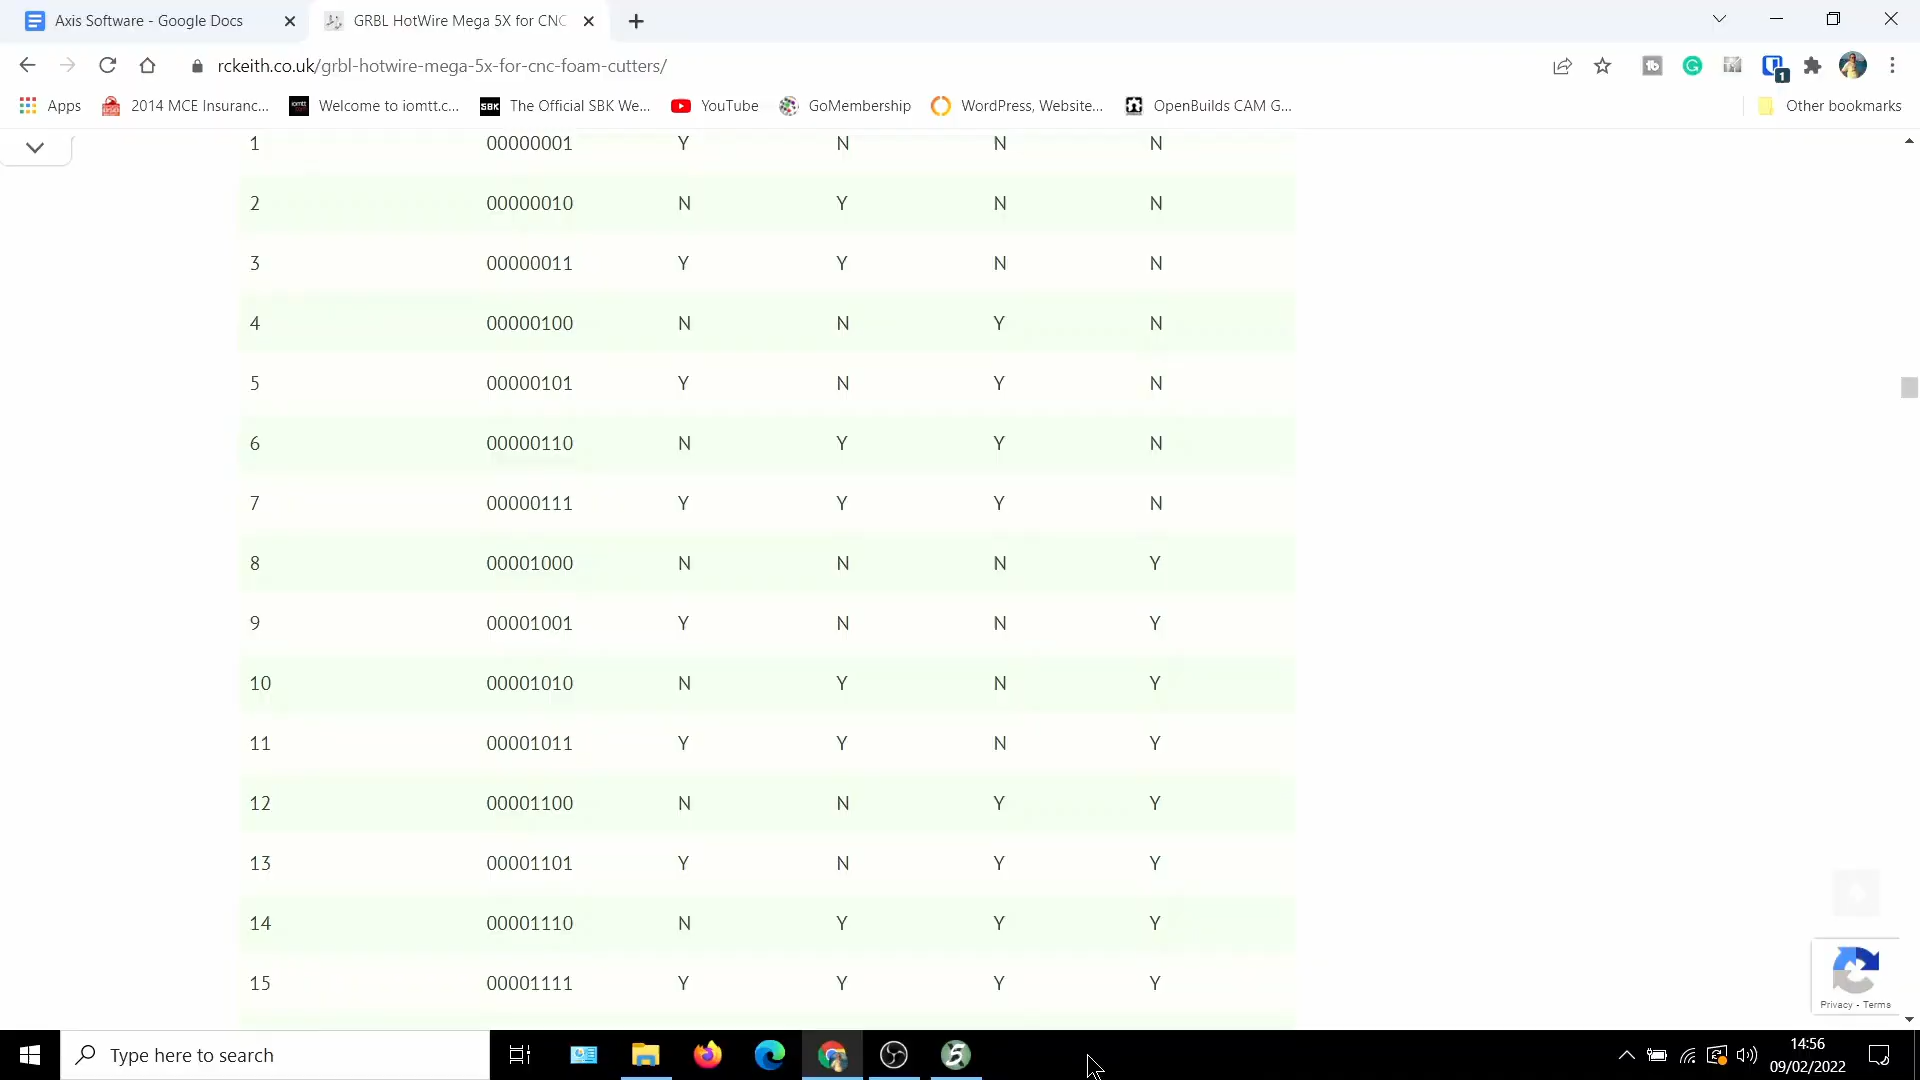 Axis Software - Google Docs
GRBL HotWire Mega 5X for CNC
rckeith.co.uk/grbl-hotwire-mega-5x-for-cnc-foam-cutters/
Apps 2014 MCE Insuranc... Welcome to iomtt.c... The Official SBK We... YouTube GoMembership WordPress, Website... OpenBuilds CAM G... Other bookmarks
1 00000001 Y N N N
2 00000010 N Y N N
3 00000011 Y Y N N
4 00000100 N N Y N
5 00000101 Y N Y N
6 00000110 N Y Y N
7 00000111 Y Y Y N
8 00001000 N N N Y
9 00001001 Y N N Y
10 00001010 N Y N Y
11 00001011 Y Y N Y
12 00001100 N N Y Y
13 00001101 Y N Y Y
14 00001110 N Y Y Y
15 00001111 Y Y Y Y
Privacy - Terms
Type here to search
14:56
09/02/2022